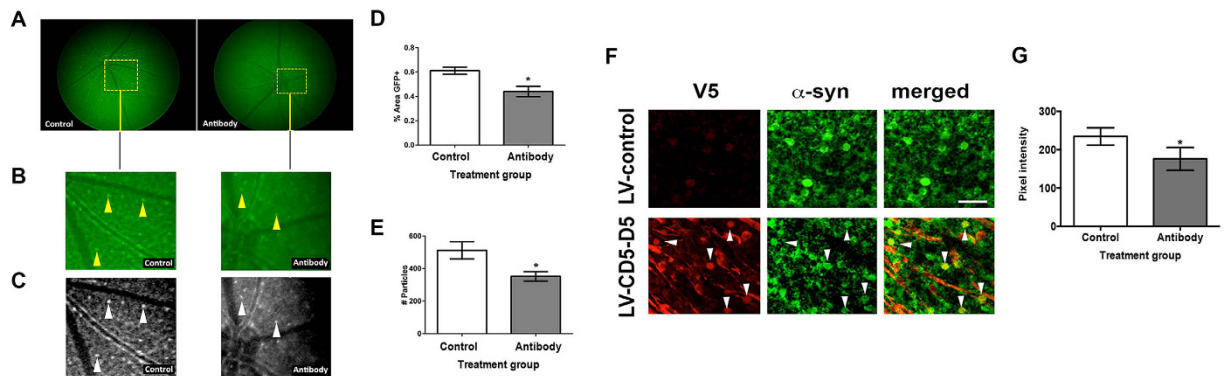 A
Control
Antibody
B
Control
Antibody
C
Control
Antibody
D
% Area GFP+
0.8
0.6
0.4
0.2
0.0
*
Control
Antibody
Treatment group
E
# Particles
600
400
200
0
*
Control
Antibody
Treatment group
F
V5
α-syn
merged
LV-control
LV-CD5-D5
G
Pixel intensity
300
200
100
0
*
Control
Antibody
Treatment group